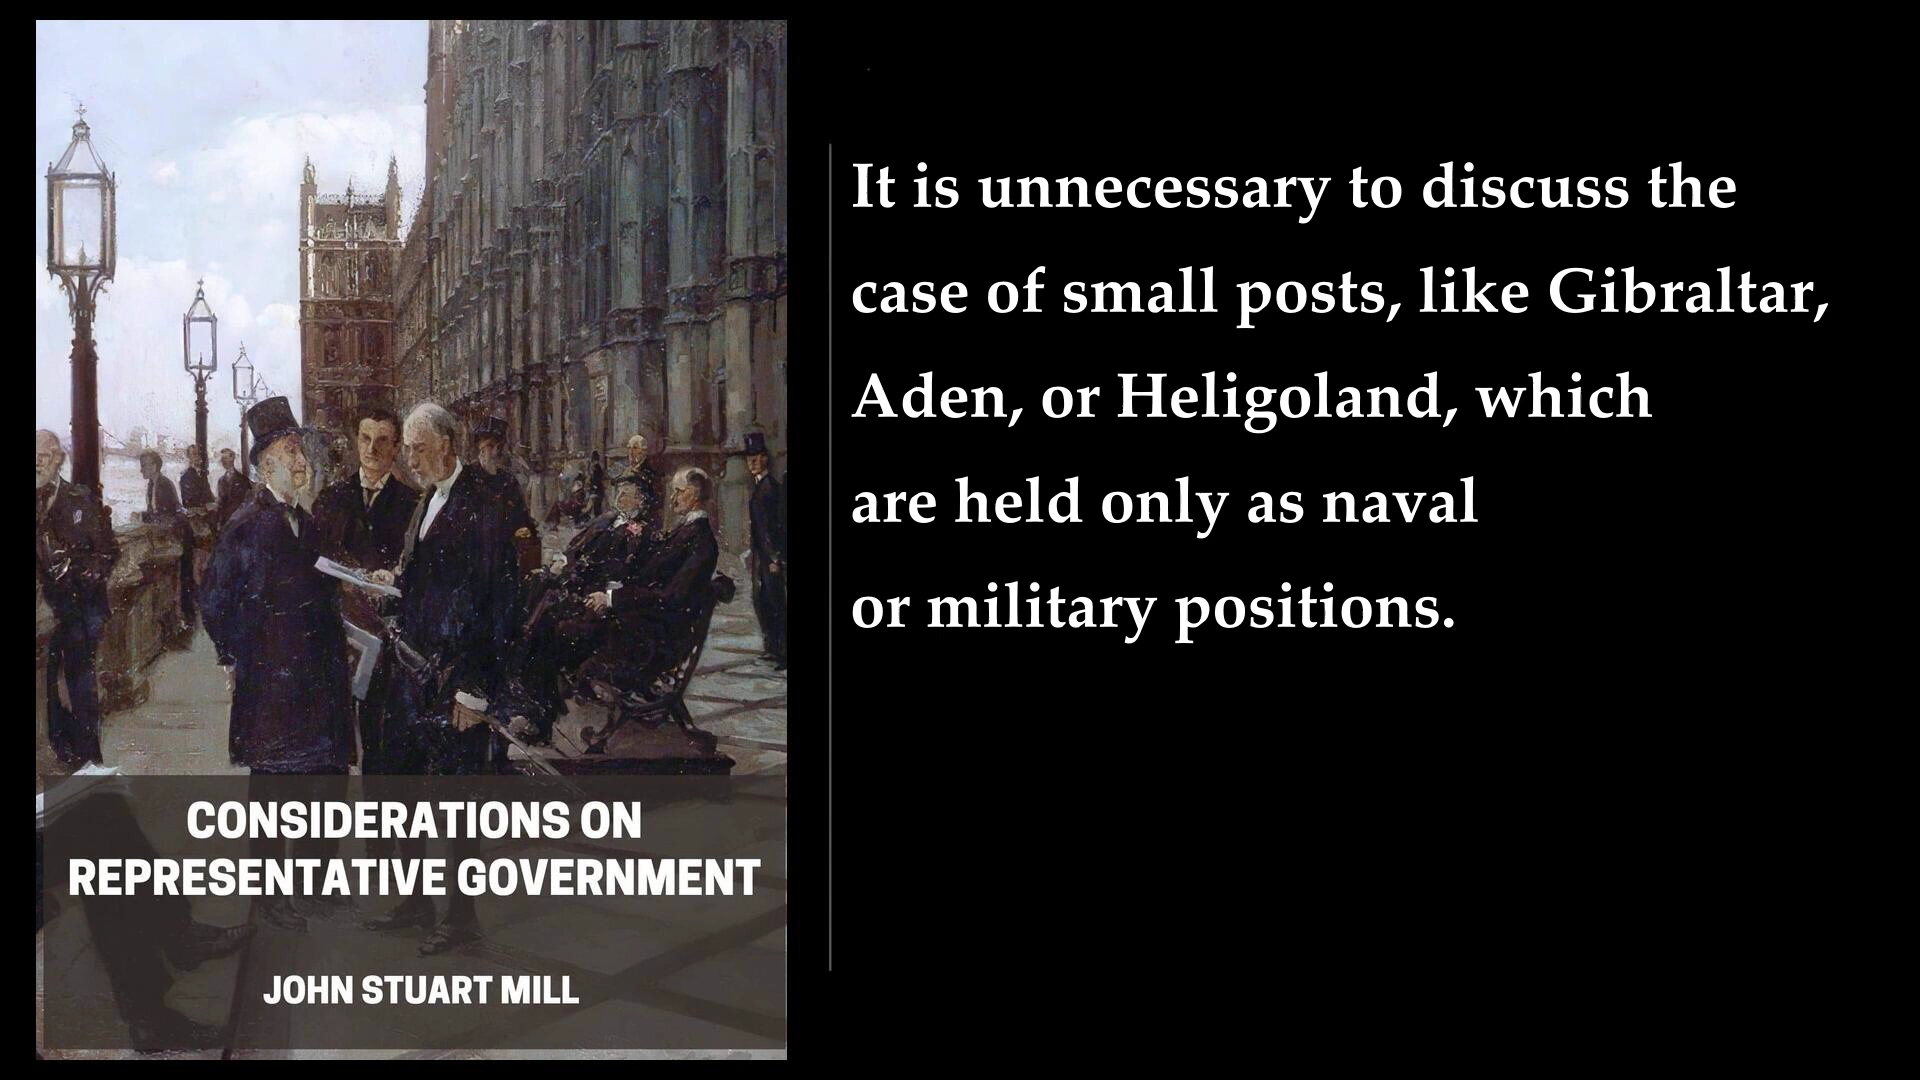 It is unnecessary to discuss the
case of small posts, like Gibraltar,
Aden, or Heligoland, which
are held only as naval
or military positions.
CONSIDERATIONS ON
REPRESENTATIVE GOVERNMENT
JOHN STUART MILL